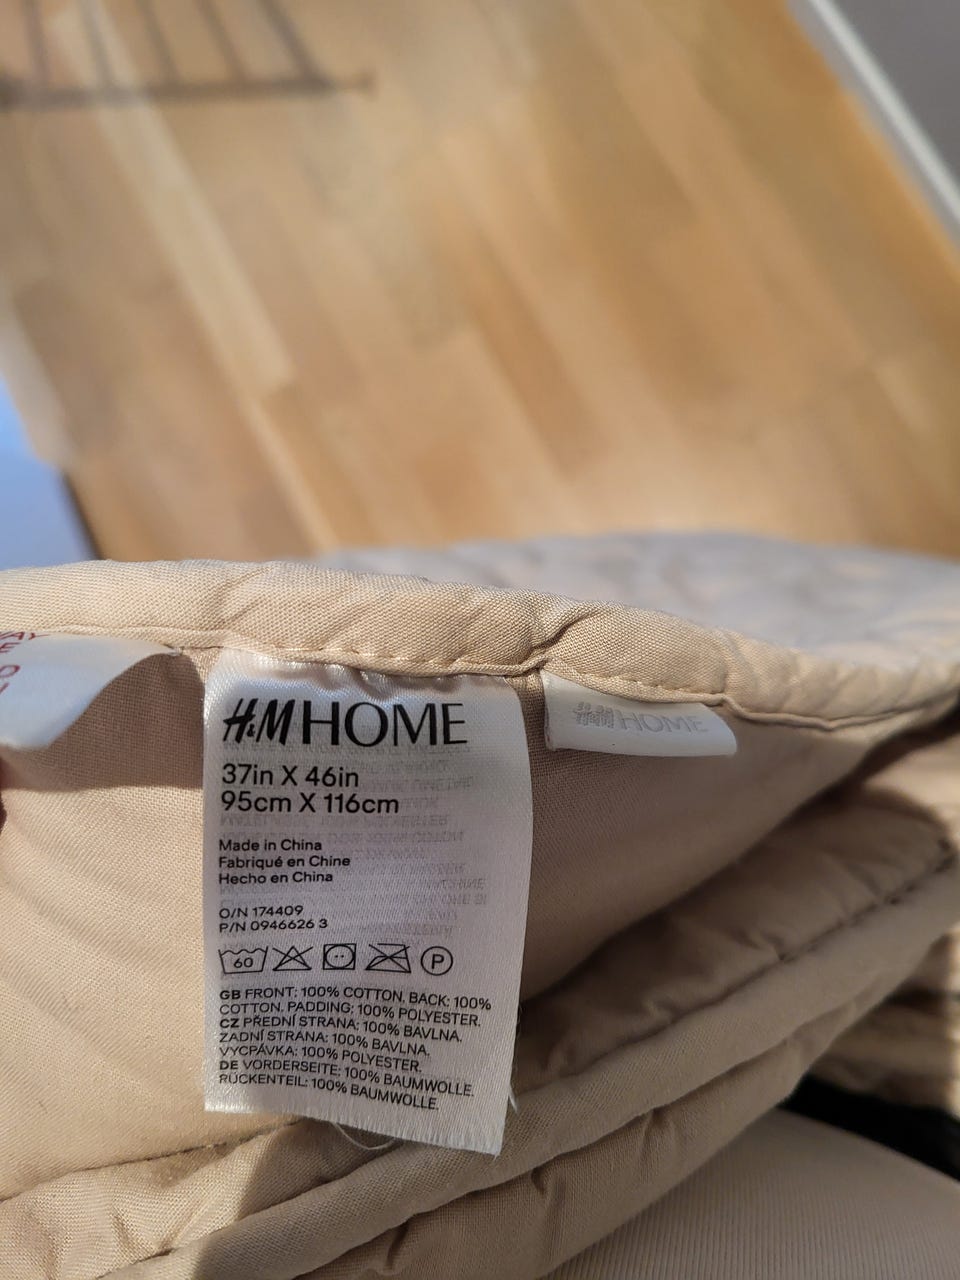 H&M HOME
37in X 46in
95cm X 116cm
Made in China
Fabriqué en Chine
Hecho en China
O/N 174409
P/N 0946626 3
60 P
GB FRONT: 100% COTTON. BACK: 100%
COTTON. PADDING: 100% POLYESTER.
CZ PŘEDNÍ STRANA: 100% BAVLNA.
ZADNÍ STRANA: 100% BAVLNA.
VYCPÁVKA: 100% POLYESTER.
DE VORDERSEITE: 100% BAUMWOLLE.
RÜCKENTEIL: 100% BAUMWOLLE.
H&M HOME